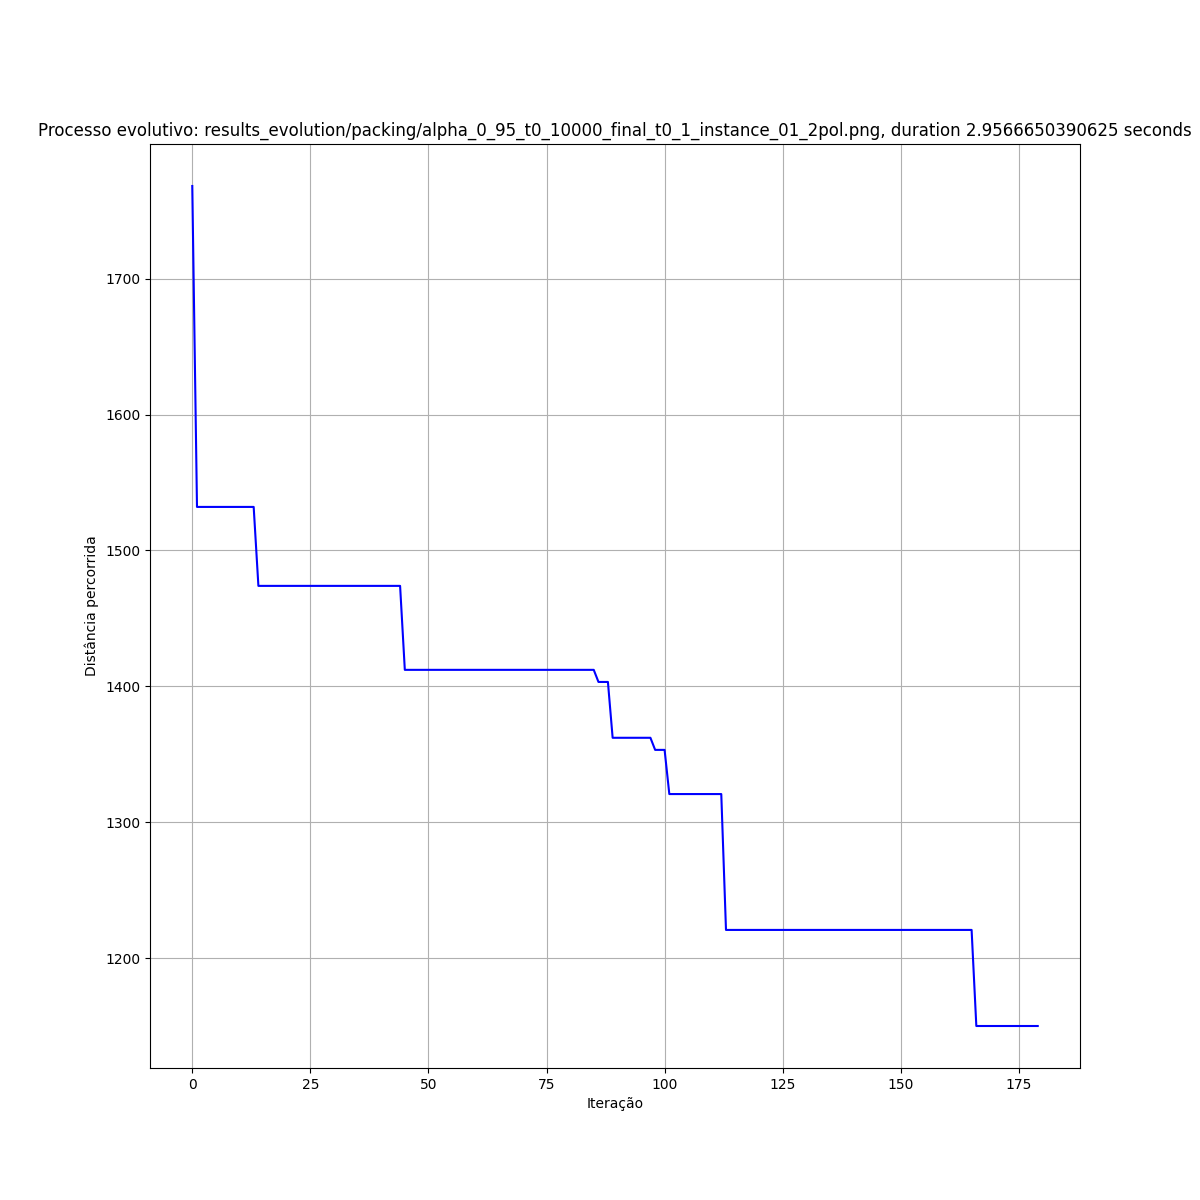 Processo evolutivo: results_evolution/packing/alpha_0_95_t0_10000_final_t0_1_instance_01_2pol.png, duration 2.9566650390625 seconds
1700
1600
1500
1400
1300
1200
Distância percorrida
0 25 50 75 100 125 150 175
Iteração